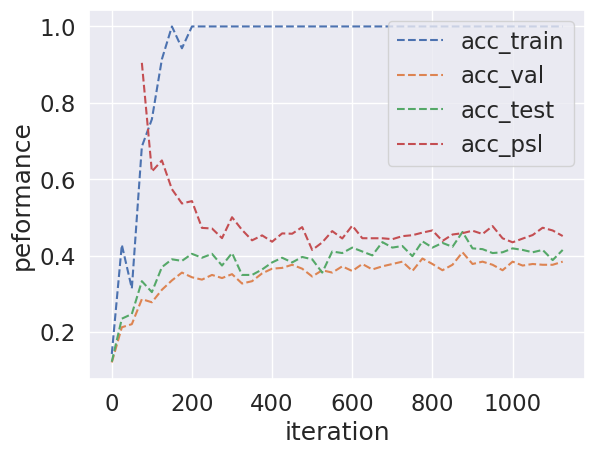 1.0
0.8
0.6
0.4
0.2
peformance
acc_train
acc_val
acc_test
acc_psl
0 200 400 600 800 1000
iteration